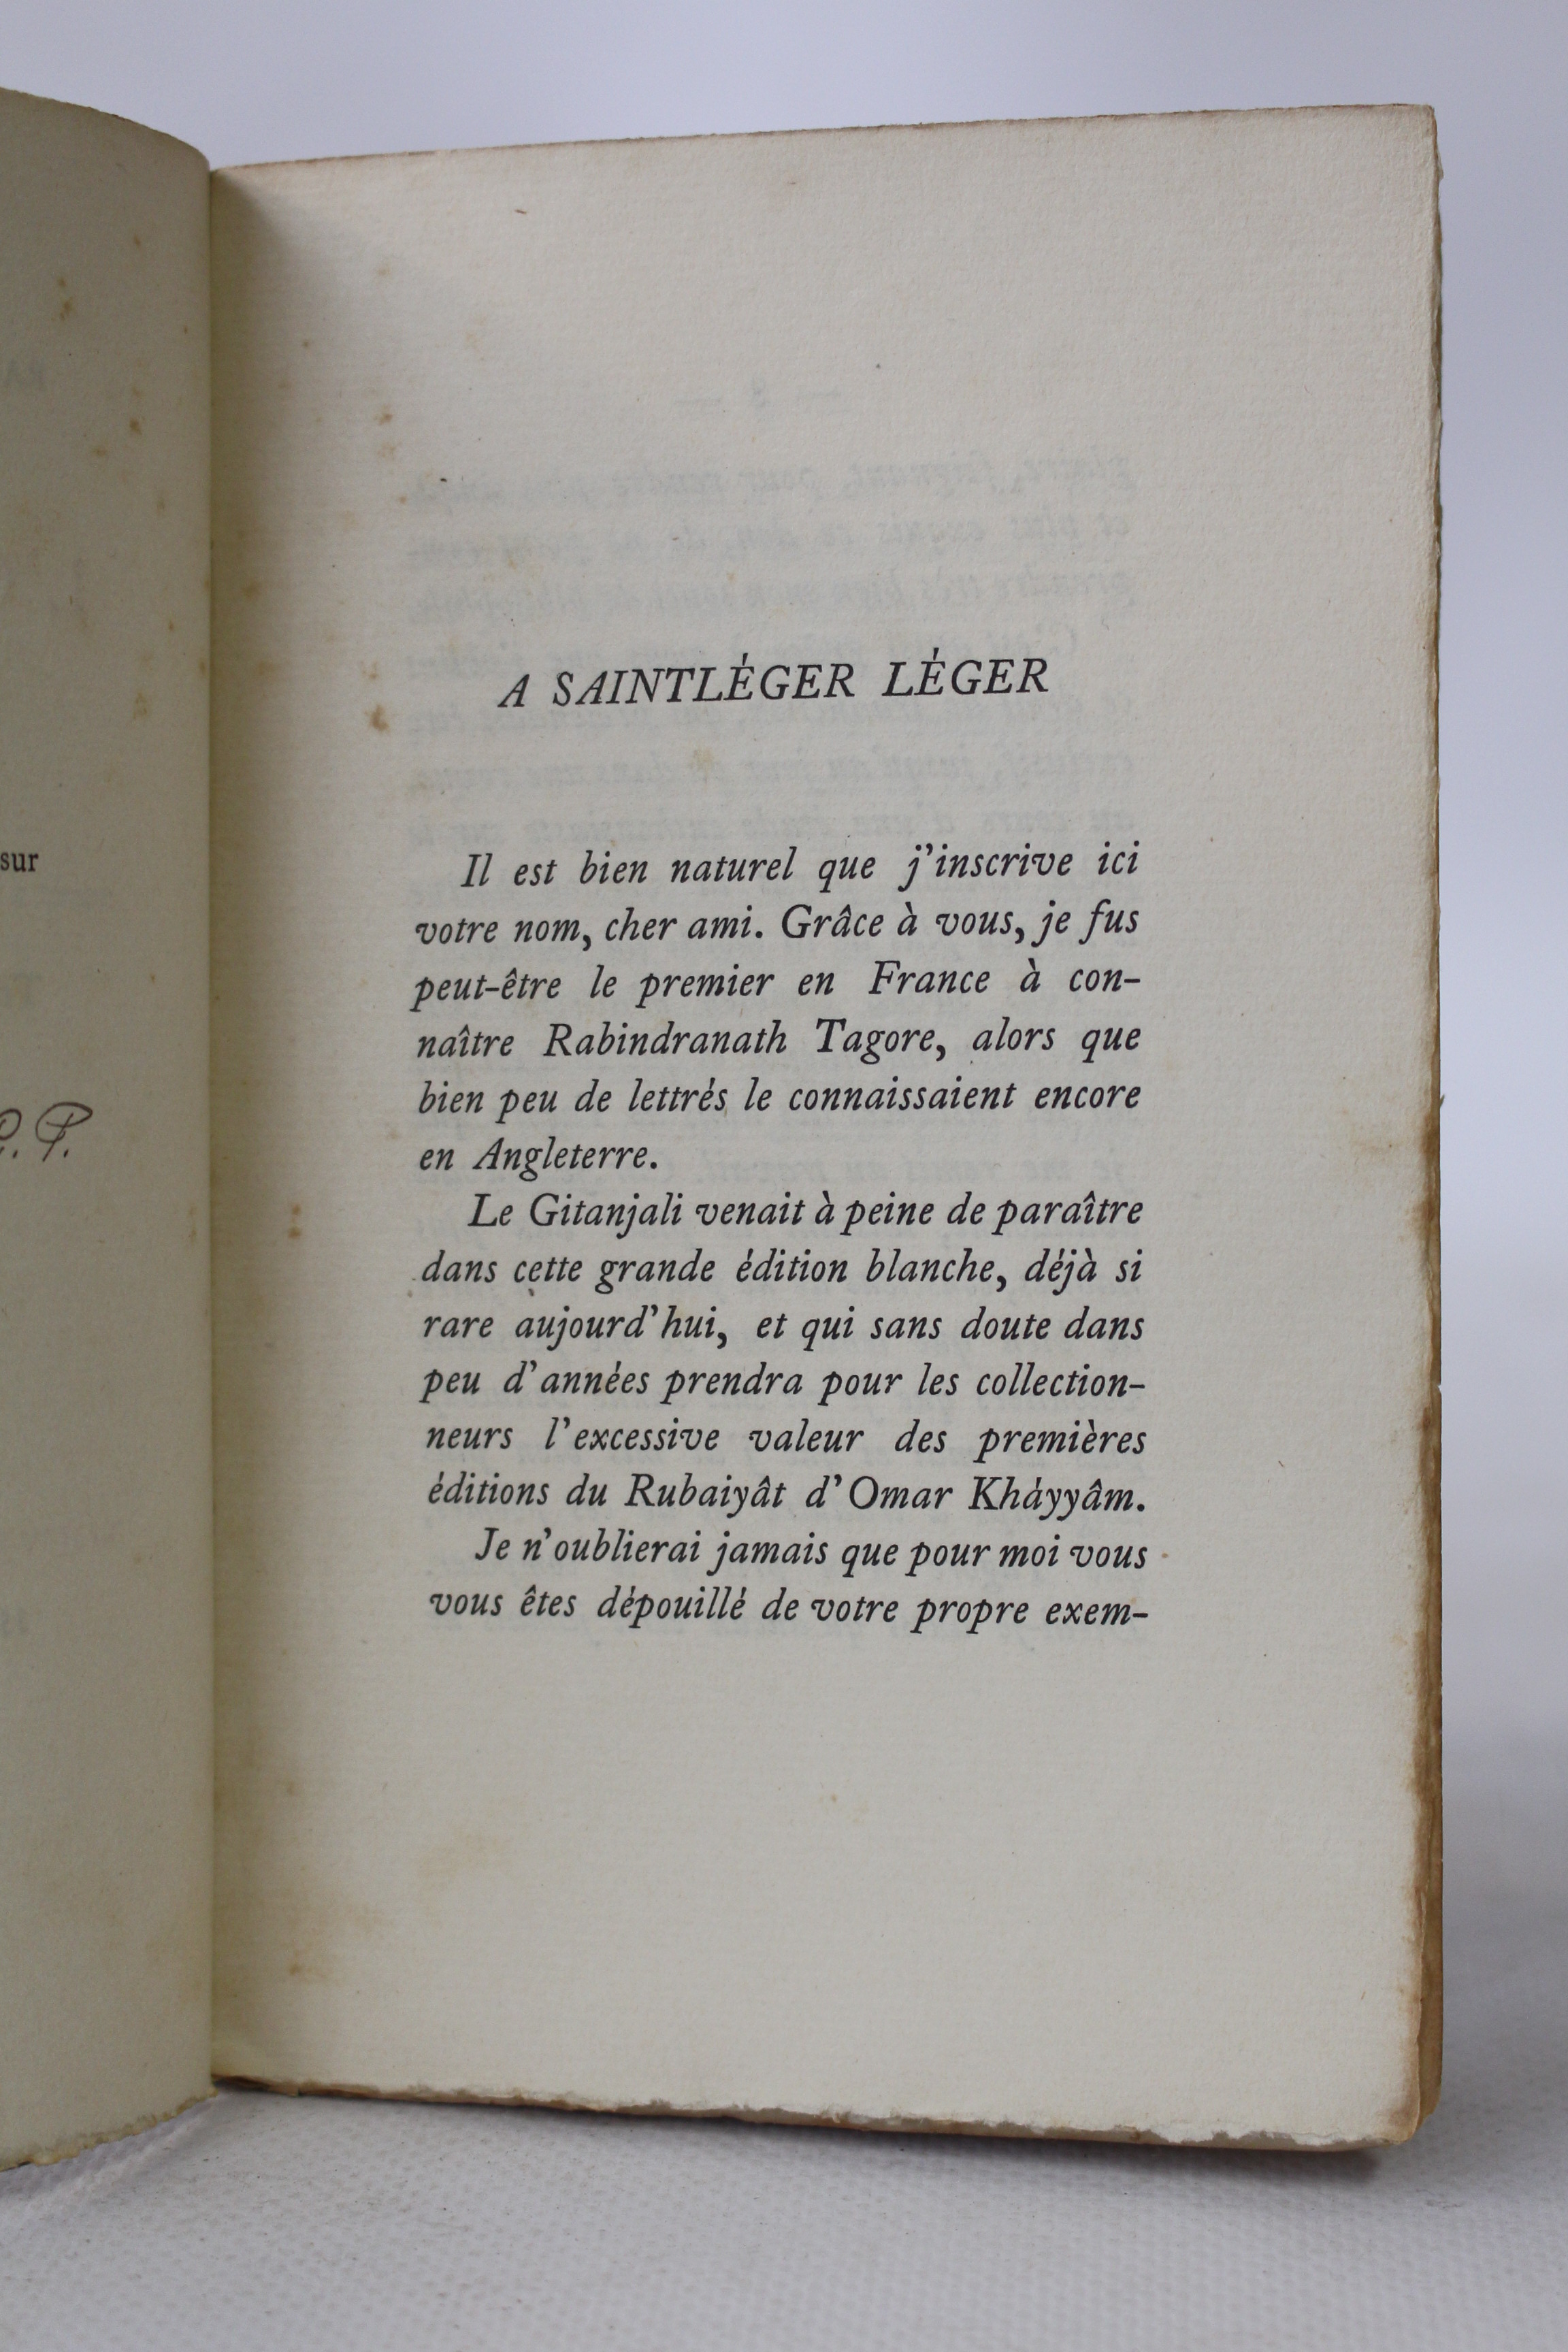 sur
P.
A SAINTLÉGER LÉGER
Il est bien naturel que j'inscrive ici
votre nom, cher ami. Grâce à vous, je fus
peut-être le premier en France à con-
naître Rabindranath Tagore, alors que
bien peu de lettrés le connaissaient encore
en Angleterre.
Le Gitanjali venait à peine de paraître
dans cette grande édition blanche, déjà si
rare aujourd'hui, et qui sans doute dans
peu d'années prendra pour les collection-
neurs l'excessive valeur des premières
éditions du Rubaiyât d'Omar Kháyyâm.
Je n'oublierai jamais que pour moi vous
vous êtes dépouillé de votre propre exem-